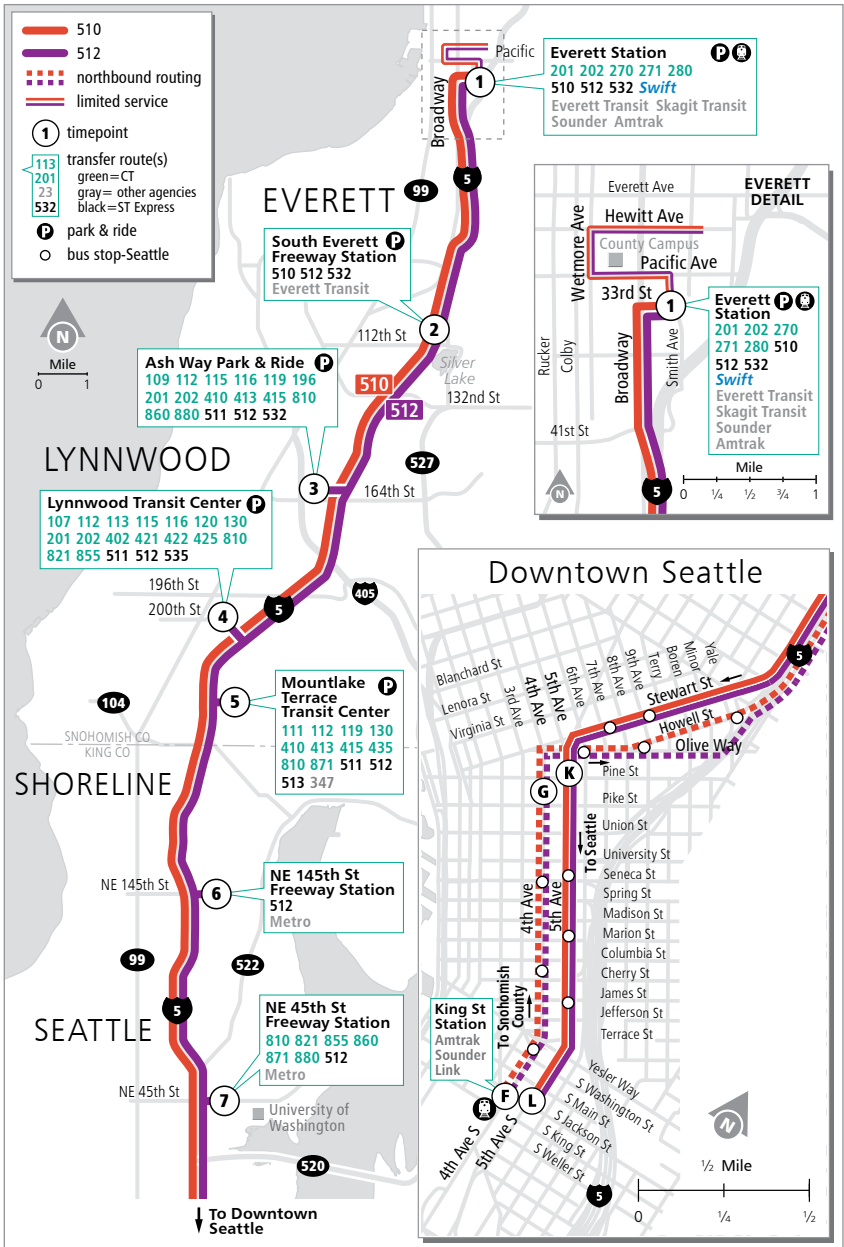 510
512
northbound routing
limited service
1 timepoint
113
201
23
532
transfer route(s)
green=CT
gray= other agencies
black=ST Express
P park & ride
bus stop-Seattle
N
Mile
0 1
Pacific
Broadway
1
Everett Station P
201 202 270 271 280
510 512 532 Swift
Everett Transit Skagit Transit
Sounder Amtrak
5
99
EVERETT
South Everett P
Freeway Station
510 512 532
Everett Transit
2
112th St
Silver
Lake
510
512
132nd St
Ash Way Park & Ride P
109 112 115 116 119 196
201 202 410 413 415 810
860 880 511 512 532
LYNNWOOD
527
3
164th St
Lynnwood Transit Center P
107 112 113 115 116 120 130
201 202 402 421 422 425 810
821 855 511 512 535
196th St
200th St
4
5
405
Mountlake P
Terrace
Transit Center
111 112 119 130
410 413 415 435
810 871 511 512
513 347
5
104
SNOHOMISH CO
KING CO
SHORELINE
NE 145th St
6
NE 145th St
Freeway Station
512
Metro
99
522
5
SEATTLE
NE 45th St
Freeway Station
810 821 855 860
871 880 512
Metro
NE 45th St
7
University of
Washington
520
To Downtown
Seattle
EVERETT
DETAIL
Everett Ave
Hewitt Ave
Wetmore Ave
County Campus
Pacific Ave
33rd St
1
Everett P
Station
201 202 270
271 280 510
512 532
Swift
Everett Transit
Skagit Transit
Sounder
Amtrak
Rucker
Colby
Broadway
Smith Ave
41st St
5
N
Mile
0 ¼ ½ ¾ 1
Downtown Seattle
Blanchard St
Lenora St
Virginia St
3rd Ave
4th Ave
5th Ave
6th Ave
7th Ave
8th Ave
9th Ave
Terry
Boren
Minor
Yale
5
Stewart St
Howell St
Olive Way
K
G
Pine St
Pike St
Union St
University St
Seneca St
Spring St
Madison St
Marion St
Columbia St
Cherry St
James St
Jefferson St
Terrace St
To Seattle
4th Ave
5th Ave
To Snohomish
County
King St
Station
Amtrak
Sounder
Link
F
L
4th Ave S
5th Ave S
Yesler Way
S Washington St
S Main St
S Jackson St
S King St
S Weller St
5
N
½ Mile
0 ¼ ½